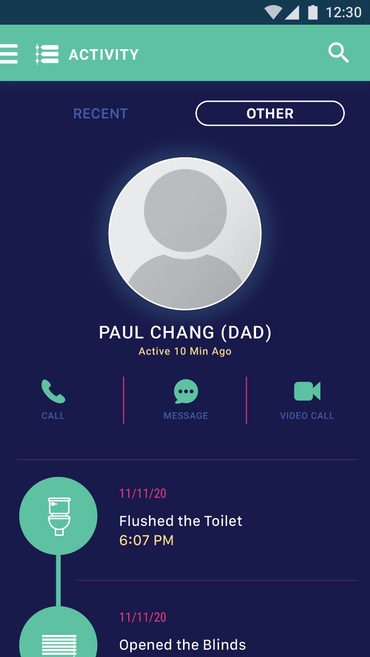 12:30
ACTIVITY
RECENT
OTHER
PAUL CHANG (DAD)
Active 10 Min Ago
CALL
MESSAGE
VIDEO CALL
11/11/20
Flushed the Toilet
6:07 PM
11/11/20
Opened the Blinds